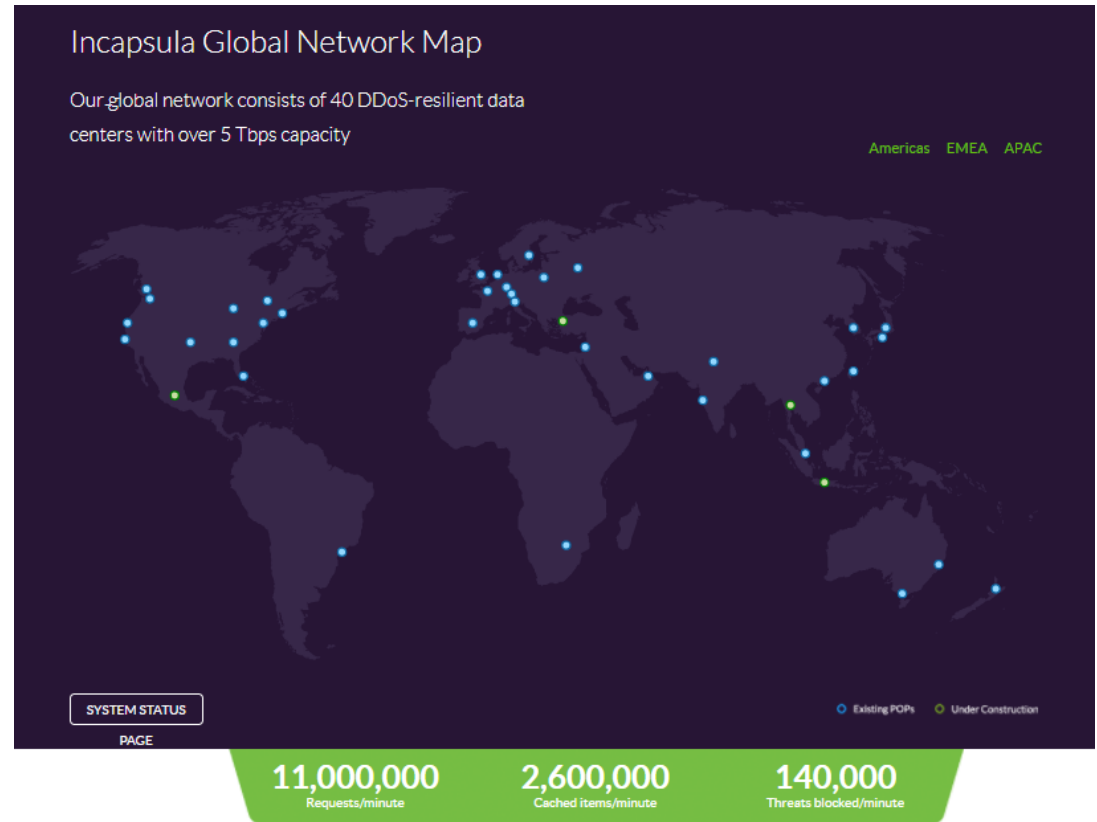 Incapsula Global Network Map
Our global network consists of 40 DDoS-resilient data
centers with over 5 Tbps capacity
Americas EMEA APAC
SYSTEM STATUS
PAGE
Existing POPs Under Construction
11,000,000 2,600,000 140,000
Requests/minute Cached items/minute Threats blocked/minute